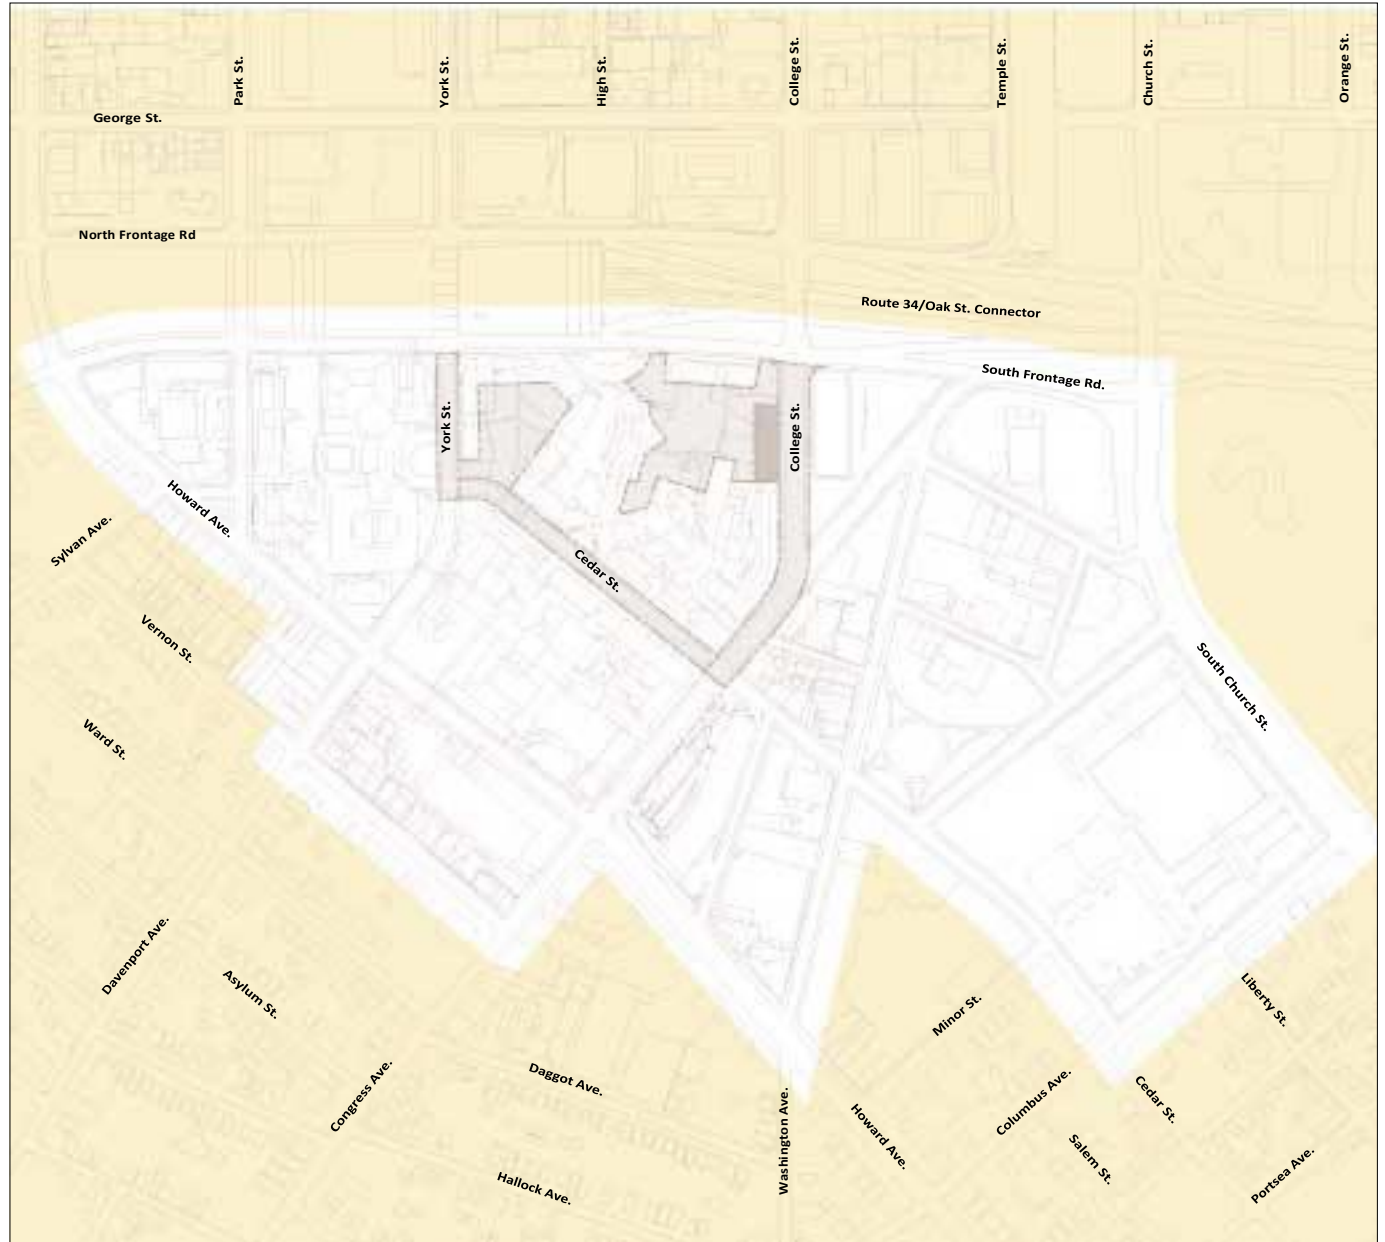 Park St.
York St.
High St.
College St.
Temple St.
Church St.
Orange St.
George St.
North Frontage Rd
Route 34/Oak St. Connector
South Frontage Rd.
York St.
College St.
Howard Ave.
Sylvan Ave.
Cedar St.
Vernon St.
South Church St.
Ward St.
Davenport Ave.
Asylum St.
Liberty St.
Minor St.
Congress Ave.
Daggot Ave.
Columbus Ave.
Cedar St.
Washington Ave.
Howard Ave.
Salem St.
Hallock Ave.
Portsea Ave.